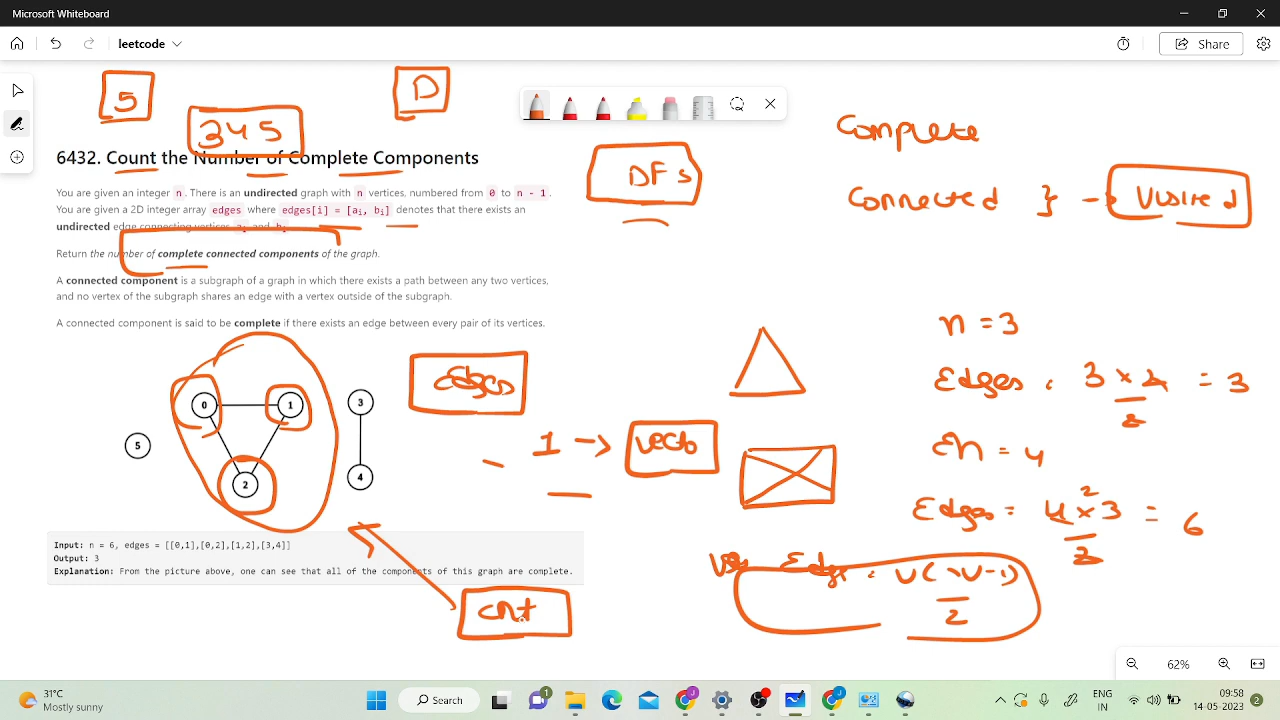 Microsoft Whiteboard
leetcode
Share
5
D
3 4 5
DFs
Complete
Connected } → Visired
6432. Count the Number of Complete Components
You are given an integer n. There is an undirected graph with n vertices, numbered from 0 to n - 1.
You are given a 2D integer array edges where edges[i] = [ai, bi] denotes that there exists an
undirected edge connecting vertices ai and bi.
Return the number of complete connected components of the graph.
A connected component is a subgraph of a graph in which there exists a path between any two vertices,
and no vertex of the subgraph shares an edge with a vertex outside of the subgraph.
A connected component is said to be complete if there exists an edge between every pair of its vertices.
0
1
2
3
4
5
Edges
1 → vecto
n = 3
Edges : 3 x 2 = 3
2
n = 4
Edges = 4 x 3 = 6
2
2
Edge = V(V-1)
2
Input: n = 6, edges = [[0,1],[0,2],[1,2],[3,4]]
Output: 3
Explanation: From the picture above, one can see that all of the components of this graph are complete.
cnt
62%
31°C
Mostly sunny
Search
1
ENG
IN
09:58
14-05-2023
2